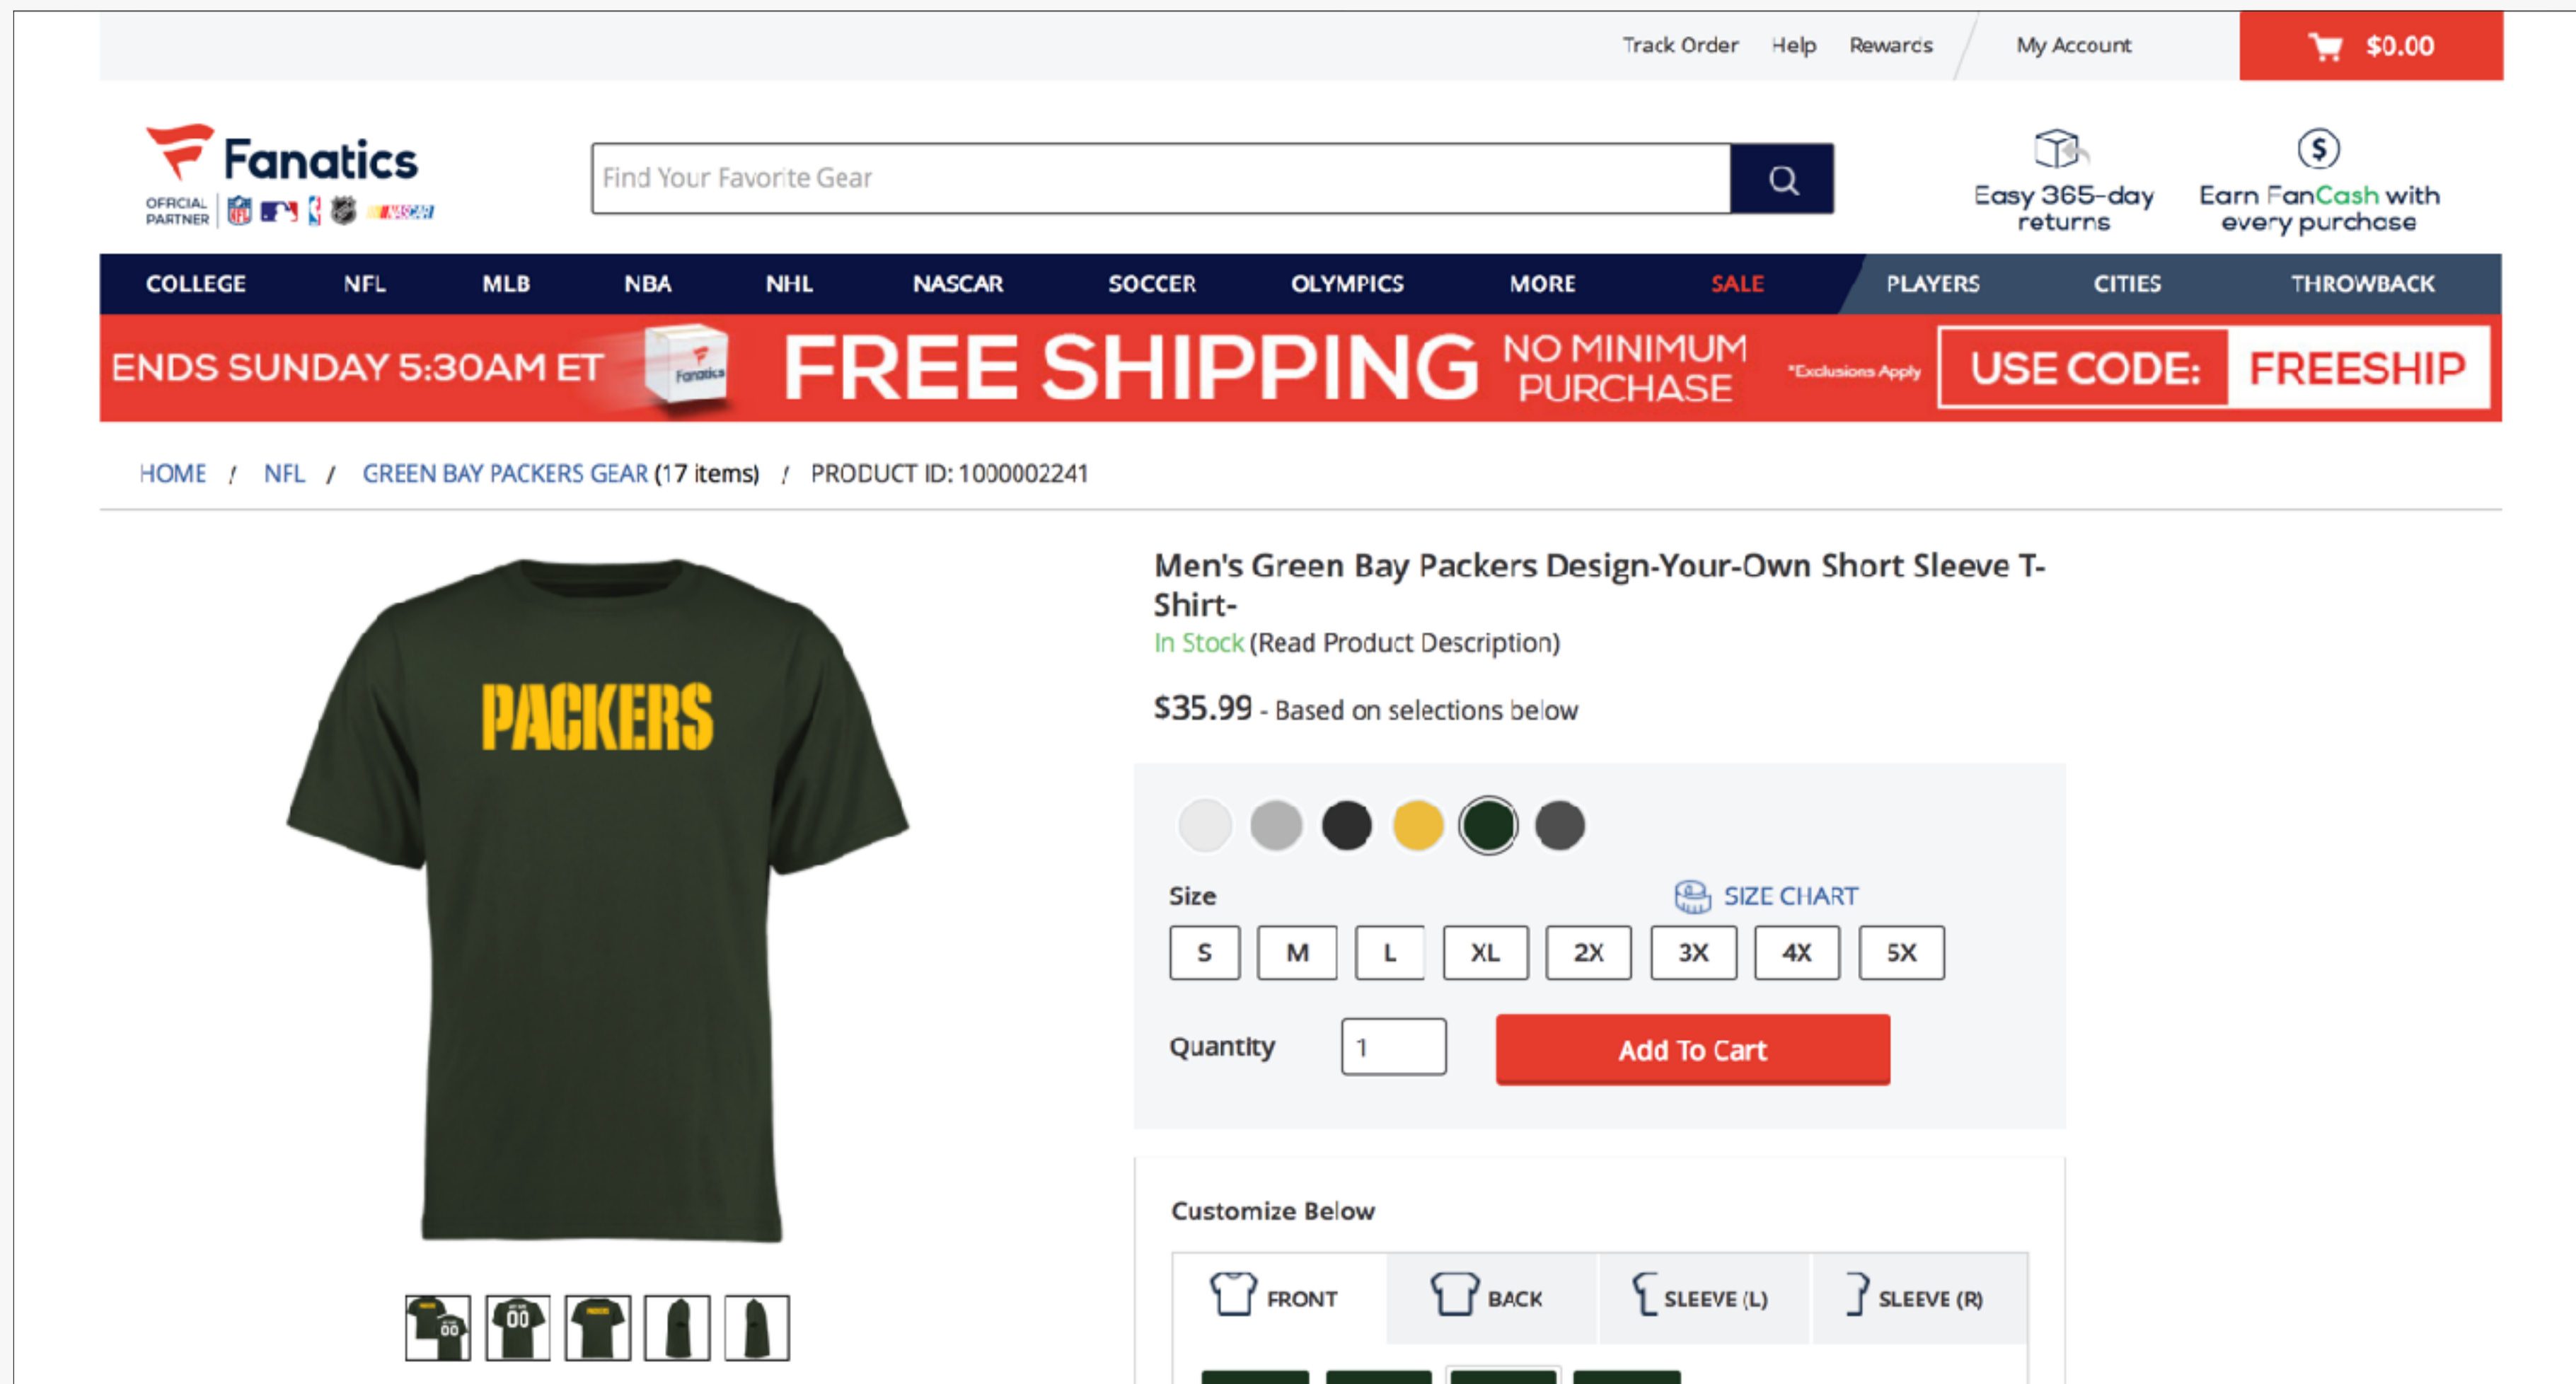 Track Order Help Rewards My Account $0.00
Fanatics
OFFICIAL
PARTNER
NFL
NASCAR
Find Your Favorite Gear
Easy 365-day
returns
Earn FanCash with
every purchase
COLLEGE NFL MLB NBA NHL NASCAR SOCCER OLYMPICS MORE SALE PLAYERS CITIES THROWBACK
ENDS SUNDAY 5:30AM ET
Fanatics
FREE SHIPPING
NO MINIMUM
PURCHASE
*Exclusions Apply
USE CODE: FREESHIP
HOME / NFL / GREEN BAY PACKERS GEAR (17 items) / PRODUCT ID: 1000002241
PACKERS
Men's Green Bay Packers Design-Your-Own Short Sleeve T-
Shirt-
In Stock (Read Product Description)
$35.99 - Based on selections below
Size SIZE CHART
S M L XL 2X 3X 4X 5X
Quantity 1 Add To Cart
Customize Below
FRONT BACK SLEEVE (L) SLEEVE (R)
00
00
PACKERS